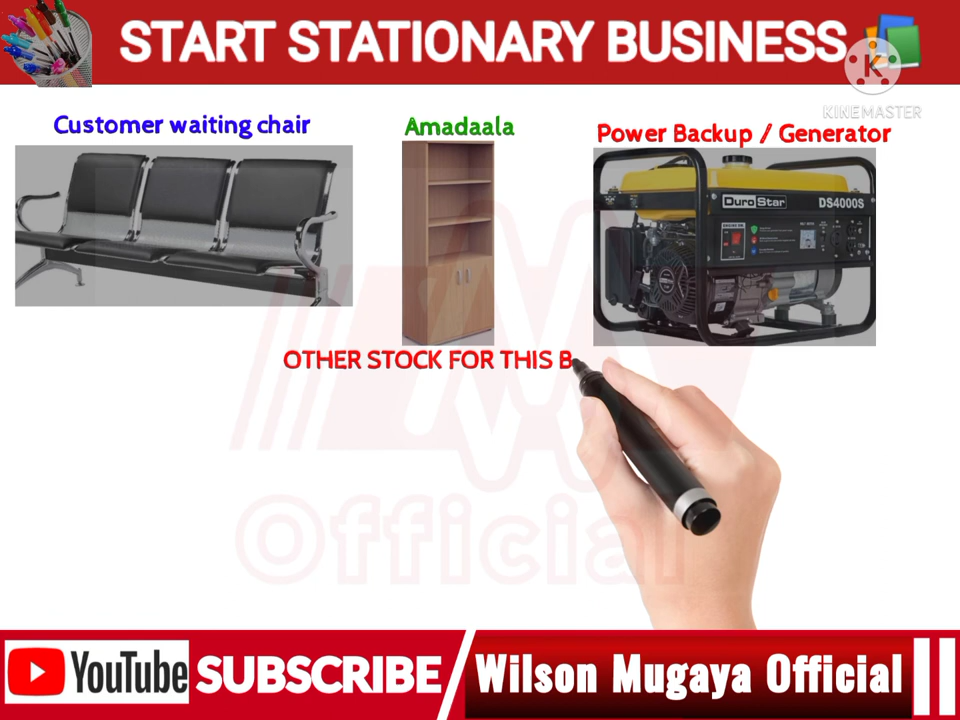 START STATIONARY BUSINESS
KINEMASTER
Customer waiting chair
Amadaala
Power Backup / Generator
DuroStar
DS4000S
OTHER STOCK FOR THIS B
Official
YouTube SUBSCRIBE Wilson Mugaya Official